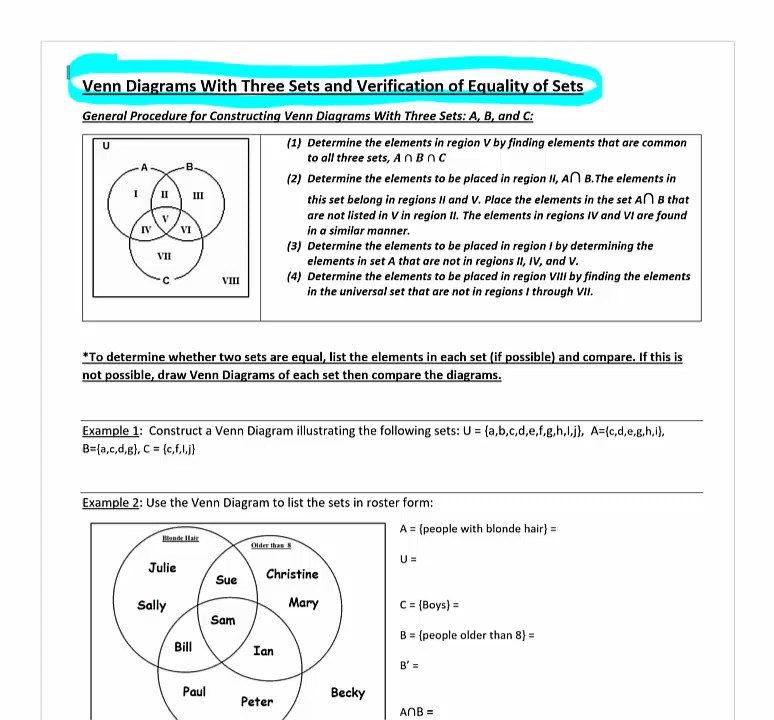 Venn Diagrams With Three Sets and Verification of Equality of Sets
General Procedure for Constructing Venn Diagrams With Three Sets: A, B, and C:
U
A
B
I
II
III
IV
V
VI
VII
C
VIII
(1) Determine the elements in region V by finding elements that are common
to all three sets, A ∩ B ∩ C
(2) Determine the elements to be placed in region II, A∩ B.The elements in
this set belong in regions II and V. Place the elements in the set A∩ B that
are not listed in V in region II. The elements in regions IV and VI are found
in a similar manner.
(3) Determine the elements to be placed in region I by determining the
elements in set A that are not in regions II, IV, and V.
(4) Determine the elements to be placed in region VIII by finding the elements
in the universal set that are not in regions I through VII.
*To determine whether two sets are equal, list the elements in each set (if possible) and compare. If this is
not possible, draw Venn Diagrams of each set then compare the diagrams.
Example 1: Construct a Venn Diagram illustrating the following sets: U = {a,b,c,d,e,f,g,h,I,j}, A={c,d,e,g,h,i},
B={a,c,d,g}, C = {c,f,I,j}
Example 2: Use the Venn Diagram to list the sets in roster form:
Blonde Hair
Older than 8
Julie
Sue
Christine
Sally
Mary
Sam
Bill
Ian
Paul
Peter
Becky
A = {people with blonde hair} =
U =
C = {Boys} =
B = {people older than 8} =
B' =
A∩B =